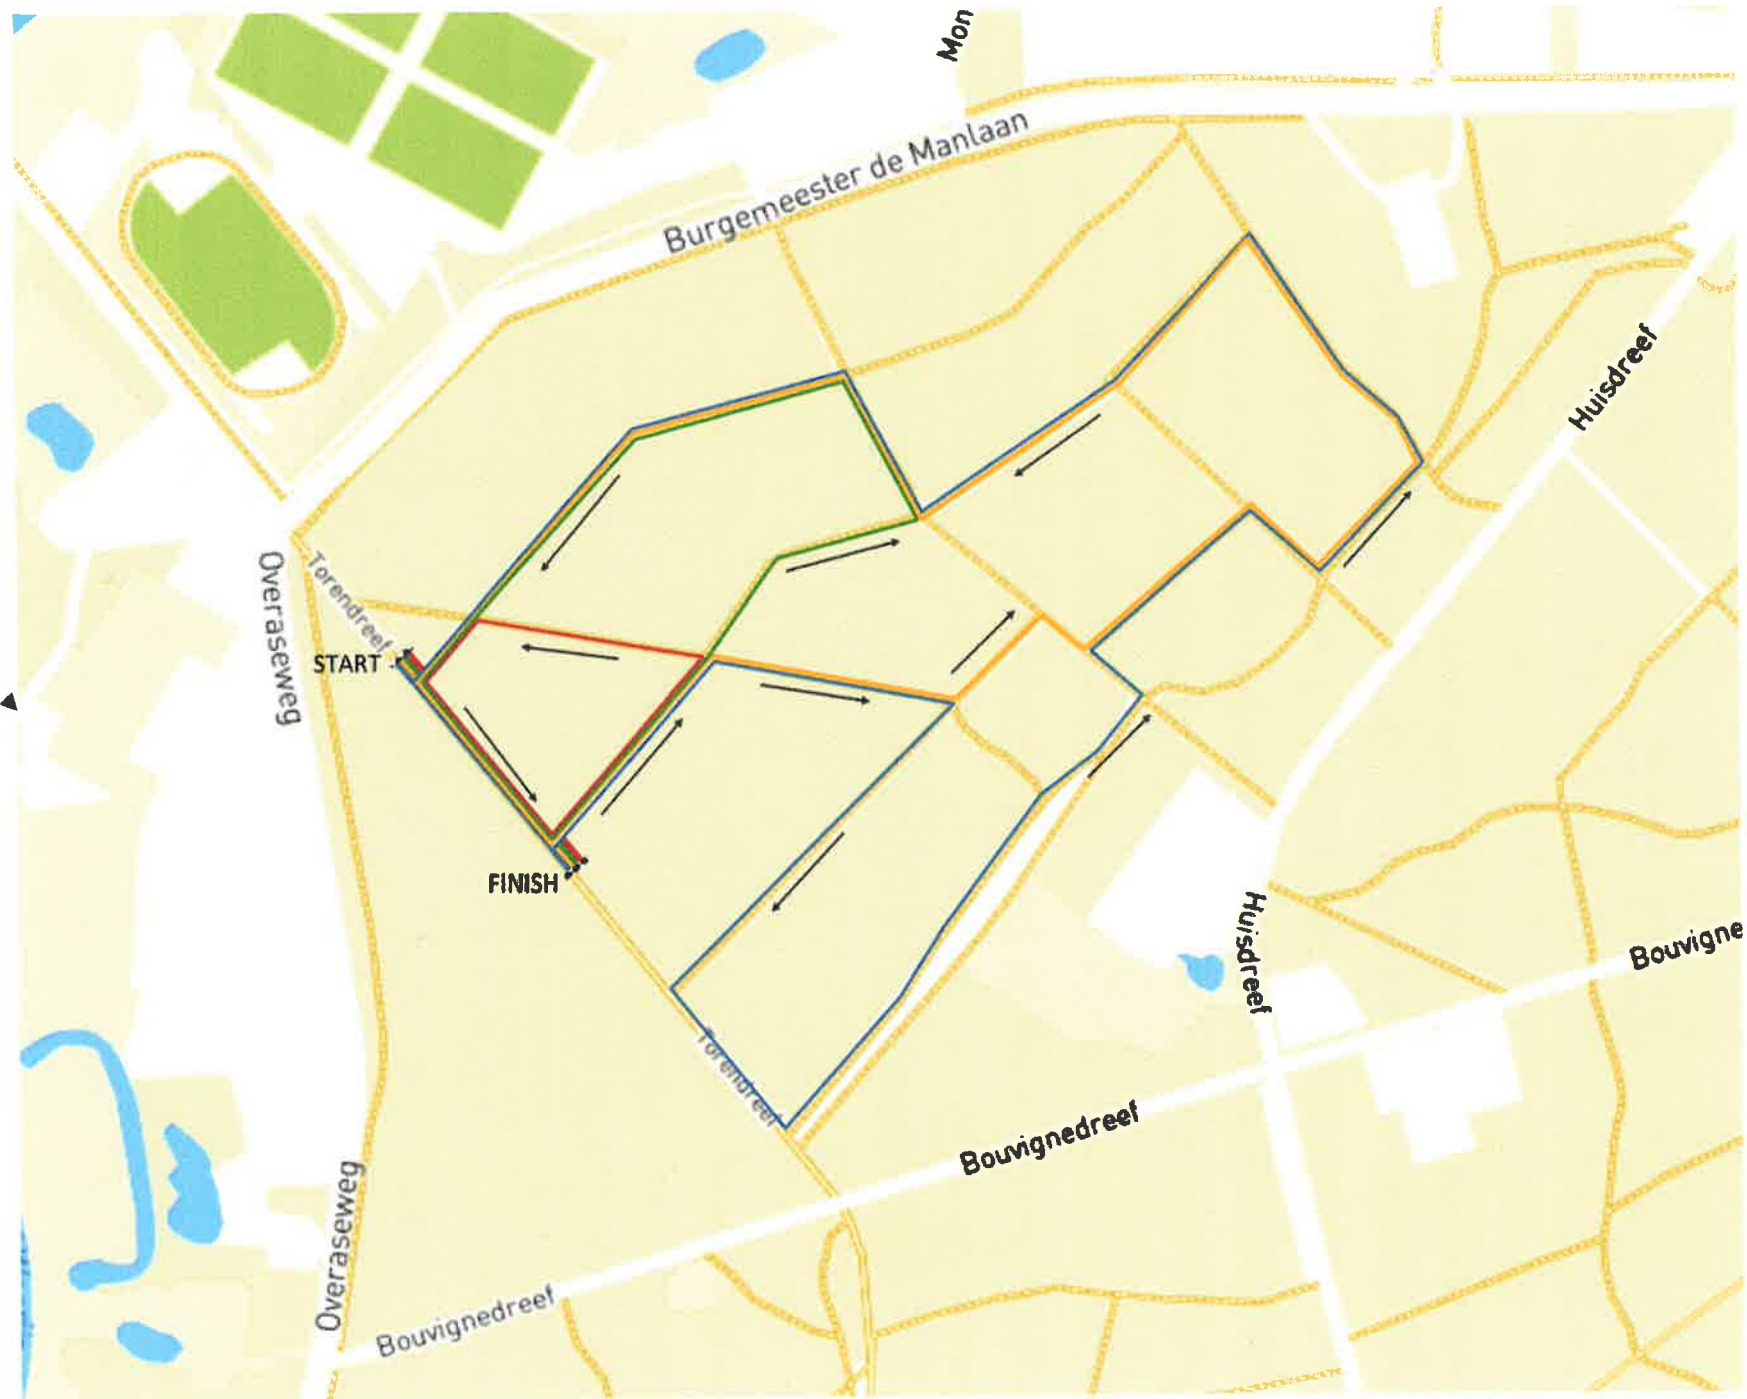 Mon
Burgemeester de Manlaan
Huisdreef
Torendreef
Overaseweg
START
FINISH
Huisdreef
Bouvigne
Torendreef
Bouvignedreef
Overaseweg
Bouvignedreef